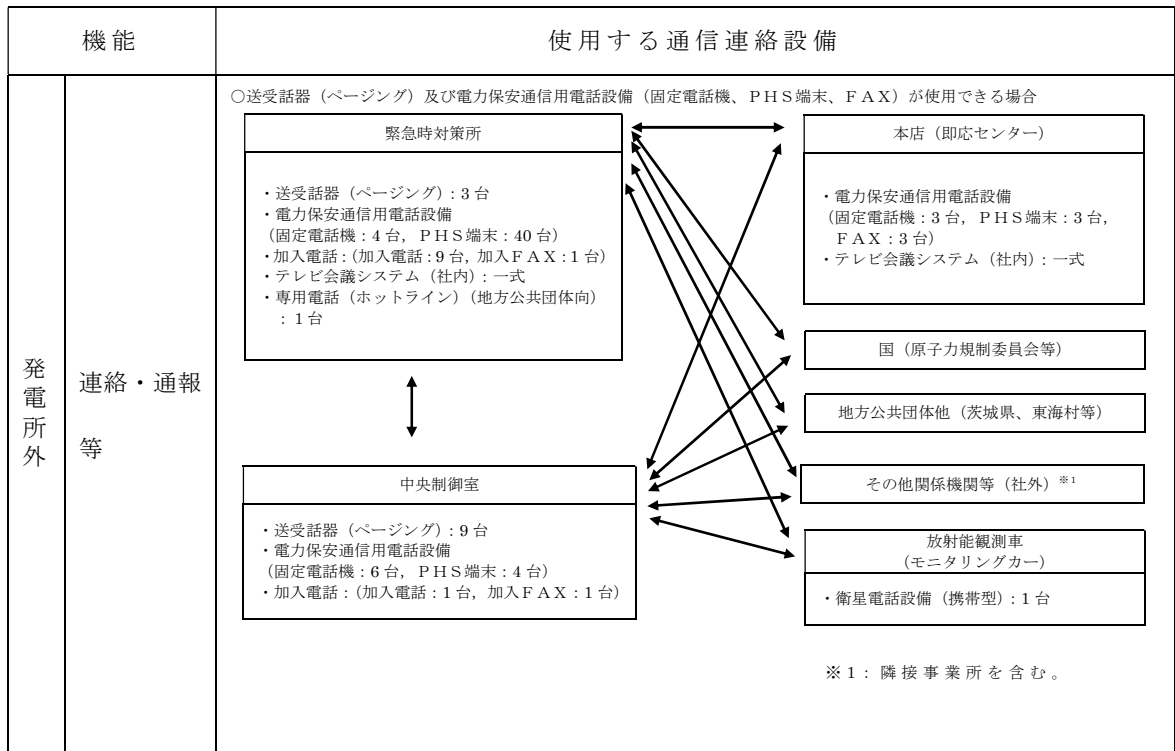 機能
使用する通信連絡設備
発電所外
連絡・通報
等
○送受話器（ページング）及び電力保安通信用電話設備（固定電話機、ＰＨＳ端末、ＦＡＸ）が使用できる場合
緊急時対策所
・送受話器（ページング）：3台
・電力保安通信用電話設備
（固定電話機：4台，ＰＨＳ端末：40台）
・加入電話：（加入電話：9台，加入ＦＡＸ：1台）
・テレビ会議システム（社内）：一式
・専用電話（ホットライン）（地方公共団体向）
：1台
中央制御室
・送受話器（ページング）：9台
・電力保安通信用電話設備
（固定電話機：6台，ＰＨＳ端末：4台）
・加入電話：（加入電話：1台，加入ＦＡＸ：1台）
本店（即応センター）
・電力保安通信用電話設備
（固定電話機：3台，ＰＨＳ端末：3台，
ＦＡＸ：3台）
・テレビ会議システム（社内）：一式
国（原子力規制委員会等）
地方公共団体他（茨城県、東海村等）
その他関係機関等（社外）※1
放射能観測車
（モニタリングカー）
・衛星電話設備（携帯型）：1台
※1：隣接事業所を含む。